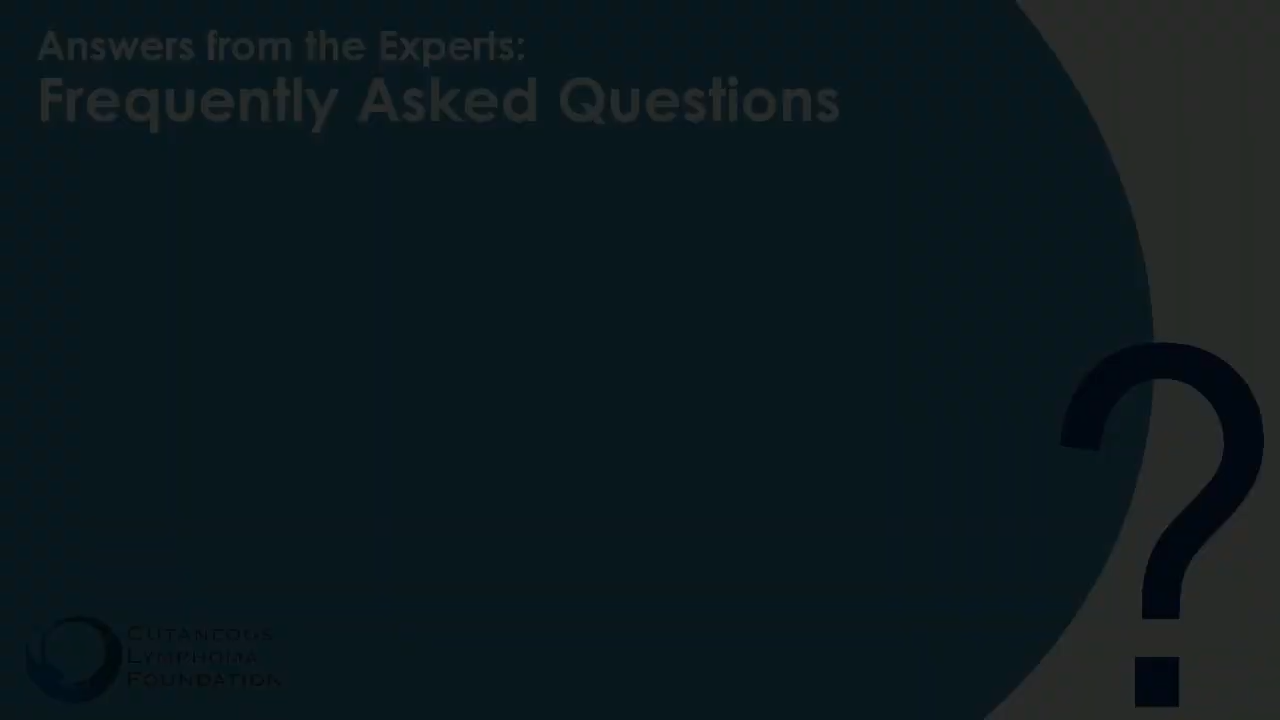 Answers from the Experts:
Frequently Asked Questions
?
CUTANEOUS
LYMPHOMA
FOUNDATION